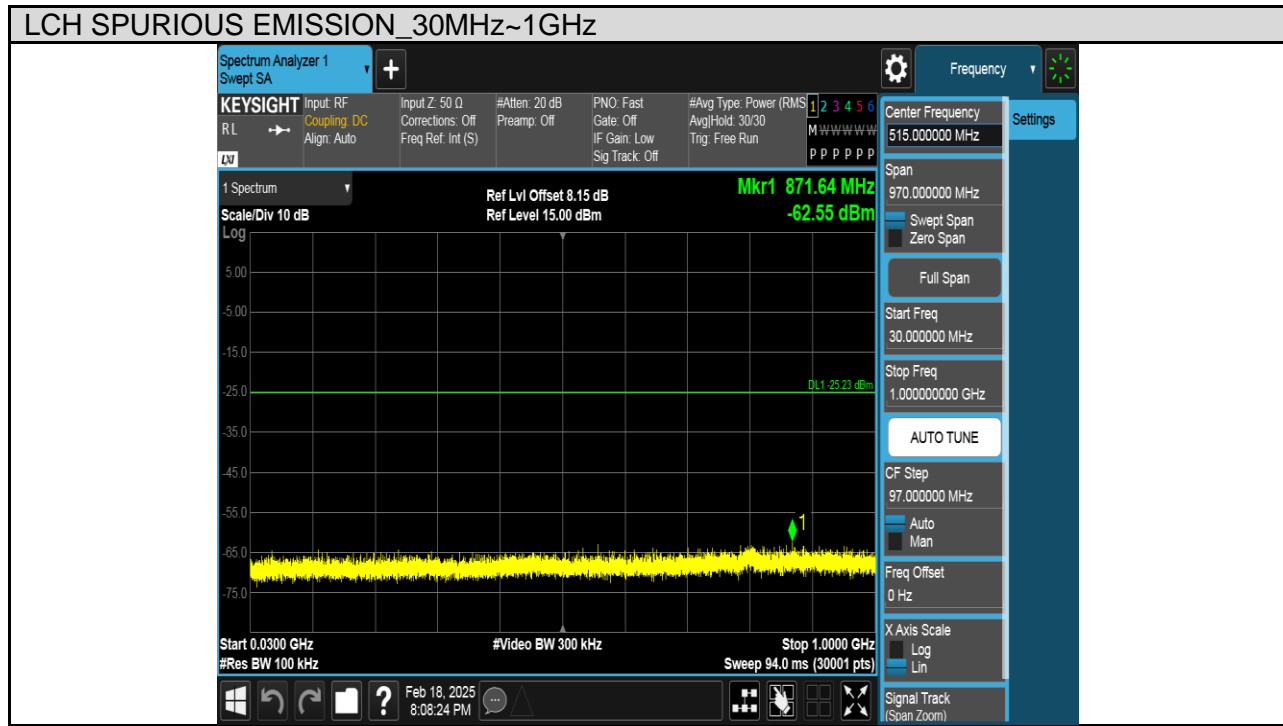 LCH SPURIOUS EMISSION_30MHz~1GHz
Spectrum Analyzer 1
Swept SA
+
Frequency
KEYSIGHT
RL
LXI
Input: RF
Coupling: DC
Align: Auto
Input Z: 50 Ω
Corrections: Off
Freq Ref: Int (S)
#Atten: 20 dB
Preamp: Off
PNO: Fast
Gate: Off
IF Gain: Low
Sig Track: Off
#Avg Type: Power (RMS
Avg|Hold: 30/30
Trig: Free Run
1 2 3 4 5 6
M W W W W W
P P P P P P
1 Spectrum
Scale/Div 10 dB
Log
Ref Lvl Offset 8.15 dB
Ref Level 15.00 dBm
Mkr1 871.64 MHz
-62.55 dBm
5.00
-5.00
-15.0
-25.0
DL1 -25.23 dBm
-35.0
-45.0
-55.0
1
-65.0
-75.0
Start 0.0300 GHz
#Res BW 100 kHz
#Video BW 300 kHz
Stop 1.0000 GHz
Sweep 94.0 ms (30001 pts)
?
Feb 18, 2025
8:08:24 PM
Center Frequency
515.000000 MHz
Settings
Span
970.000000 MHz
Swept Span
Zero Span
Full Span
Start Freq
30.000000 MHz
Stop Freq
1.000000000 GHz
AUTO TUNE
CF Step
97.000000 MHz
Auto
Man
Freq Offset
0 Hz
X Axis Scale
Log
Lin
Signal Track
(Span Zoom)